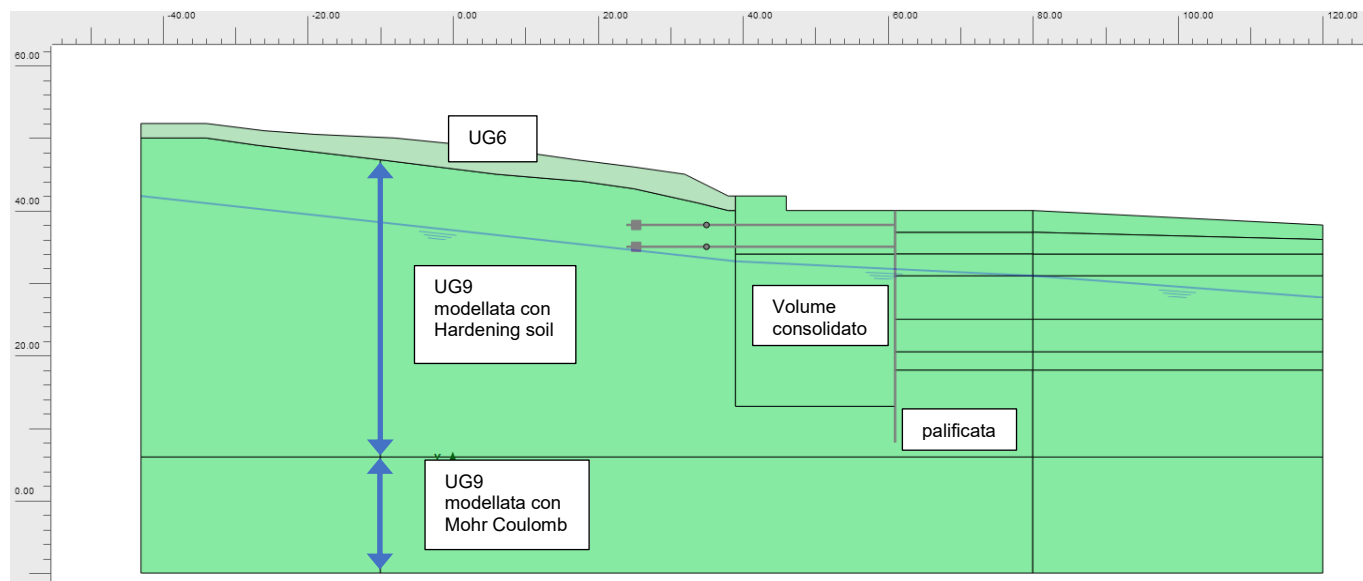 -40.00 -20.00 0.00 20.00 40.00 60.00 80.00 100.00 120.00
60.00
40.00
20.00
0.00
UG6
UG9
modellata con
Hardening soil
Volume
consolidato
palificata
UG9
modellata con
Mohr Coulomb